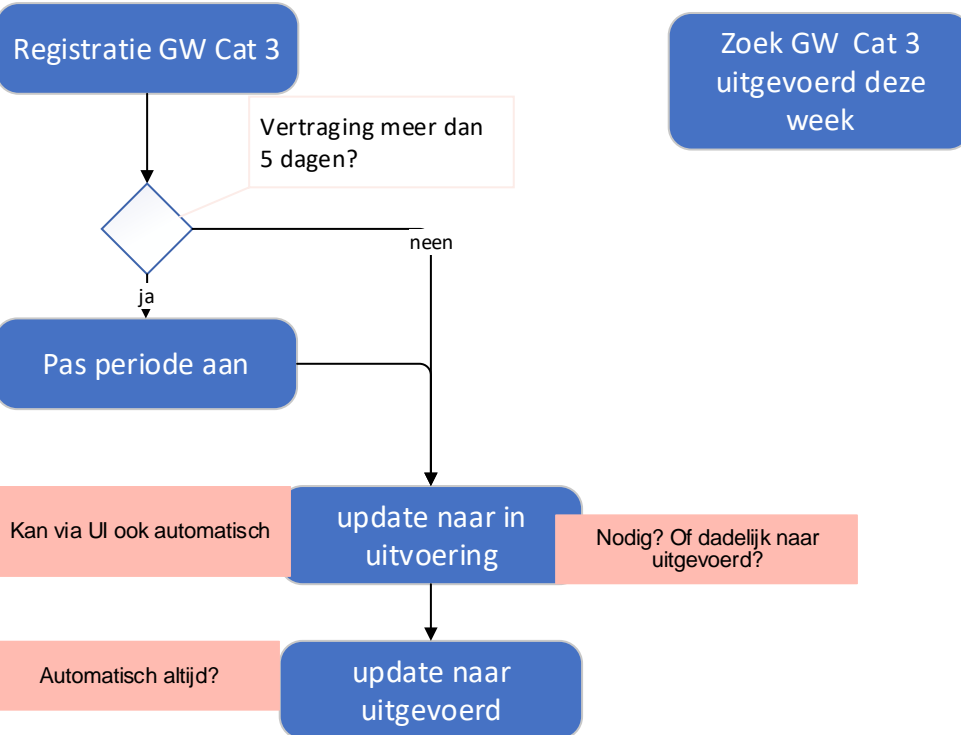 Registratie GW Cat 3
Zoek GW Cat 3
uitgevoerd deze
week
Vertraging meer dan
5 dagen?
neen
ja
Pas periode aan
Kan via UI ook automatisch
update naar in
uitvoering
Nodig? Of dadelijk naar
uitgevoerd?
Automatisch altijd?
update naar
uitgevoerd